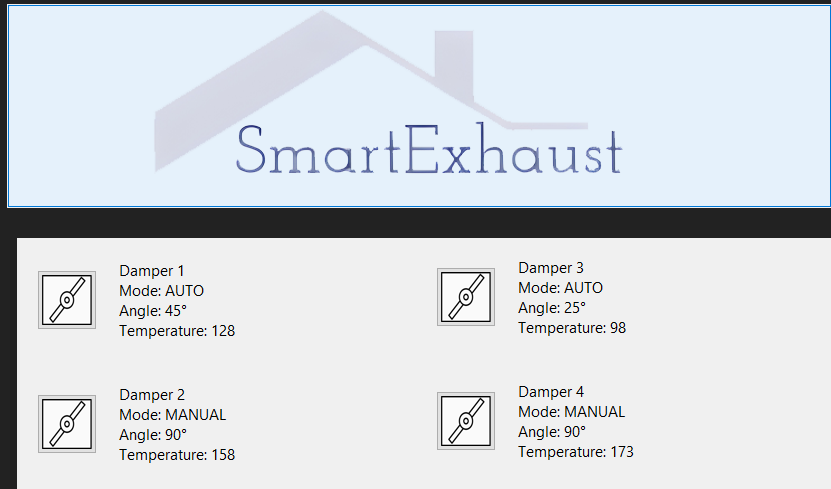 SmartExhaust
Damper 1
Mode: AUTO
Angle: 45°
Temperature: 128
Damper 3
Mode: AUTO
Angle: 25°
Temperature: 98
Damper 2
Mode: MANUAL
Angle: 90°
Temperature: 158
Damper 4
Mode: MANUAL
Angle: 90°
Temperature: 173